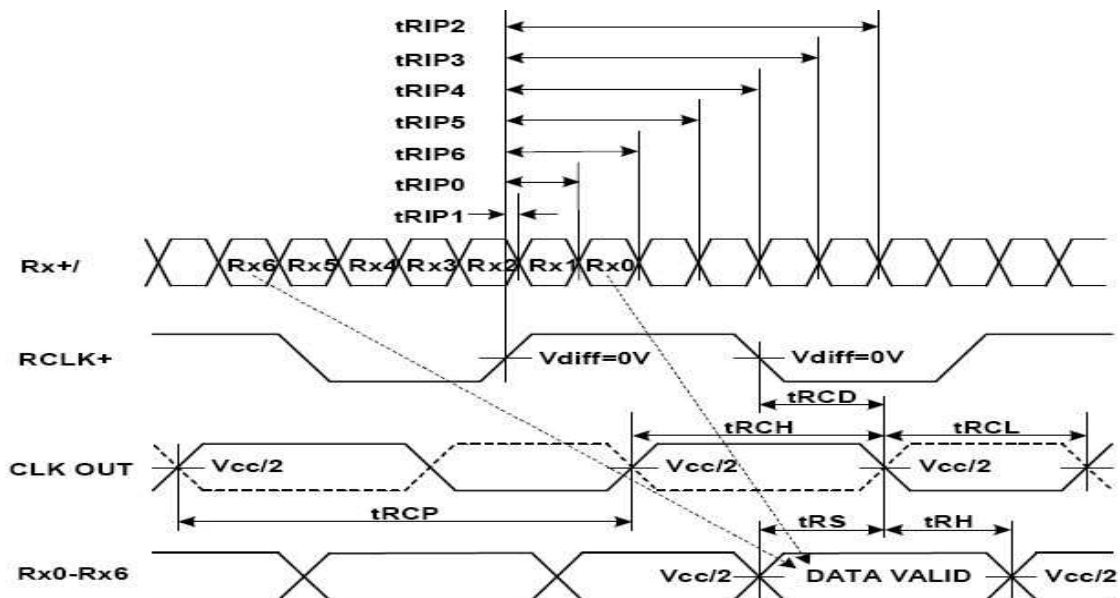 tRIP2
tRIP3
tRIP4
tRIP5
tRIP6
tRIP0
tRIP1
Rx+/ Rx6 Rx5 Rx4 Rx3 Rx2 Rx1 Rx0
RCLK+ Vdiff=0V Vdiff=0V
tRCD
tRCH tRCL
CLK OUT Vcc/2 Vcc/2 Vcc/2
tRCP tRS tRH
Rx0-Rx6 Vcc/2 DATA VALID Vcc/2